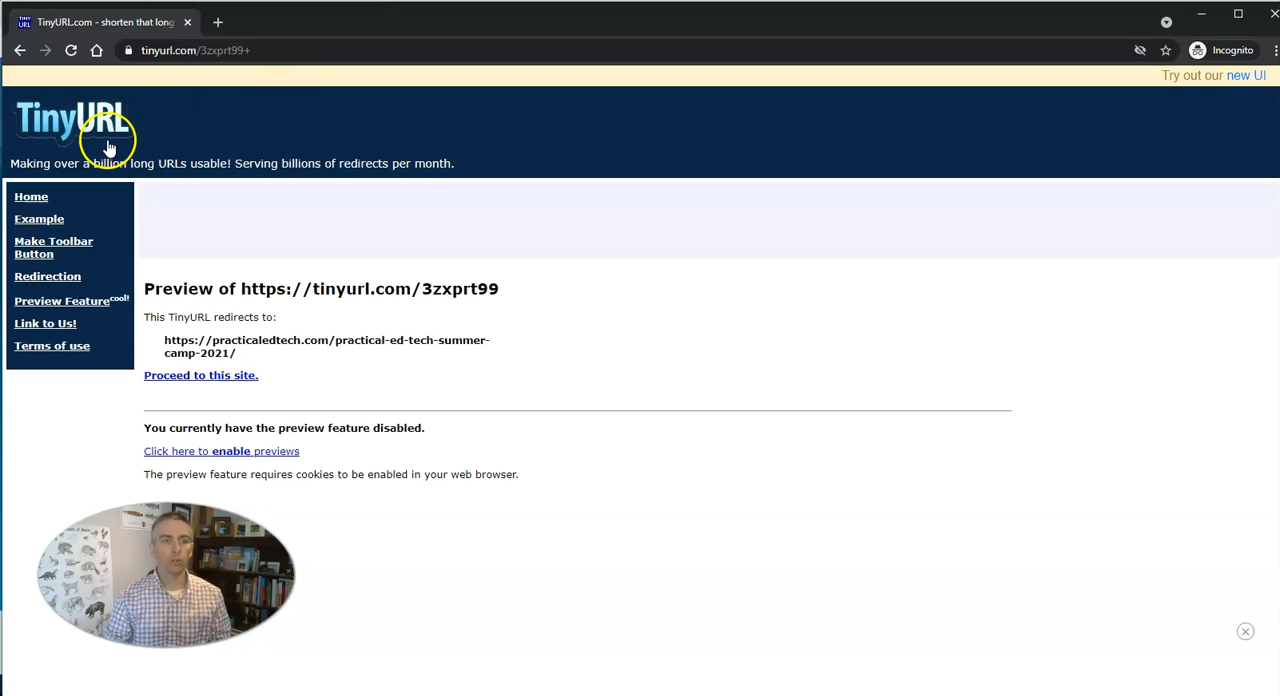 TinyURL.com - shorten that long
tinyurl.com/3zxprt99+
Incognito
Try out our new UI
TinyURL
Making over a billion long URLs usable! Serving billions of redirects per month.
Home
Example
Make Toolbar
Button
Redirection
Preview Feature cool!
Link to Us!
Terms of use
Preview of https://tinyurl.com/3zxprt99
This TinyURL redirects to:
https://practicaledtech.com/practical-ed-tech-summer-
camp-2021/
Proceed to this site.
You currently have the preview feature disabled.
Click here to enable previews
The preview feature requires cookies to be enabled in your web browser.